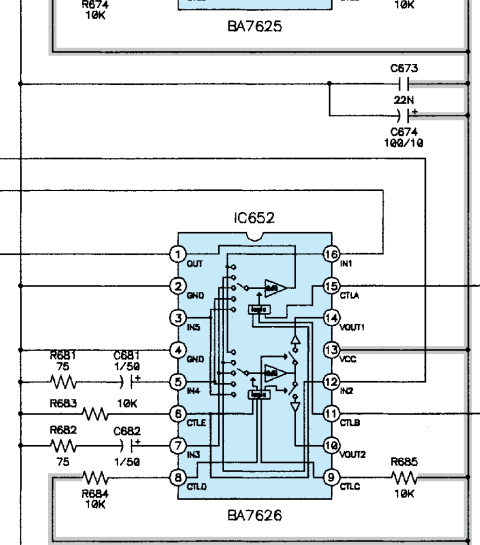 R674
10K
10K
BA7625
C673
22N
+
C674
100/10
IC652
1 OUT
16 IN1
2 GND
15 CTLA
3 IN5
14 VOUT1
4 GND
13 VCC
R681
75
C681
1/50
+
5 IN4
12 IN2
R683
10K
6 CTLE
11 CTLB
R682
75
C682
1/50
+
7 IN3
10 VOUT2
R684
10K
8 CTLD
9 CTLC
R685
10K
BA7626